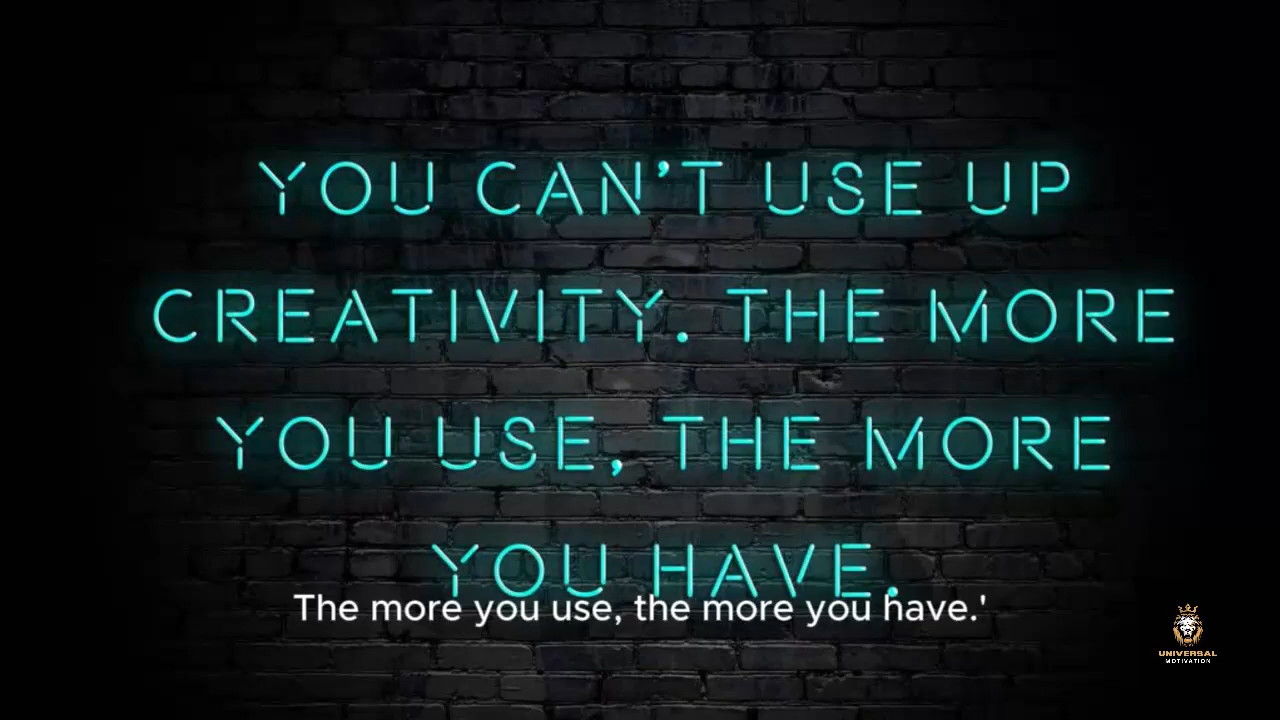 YOU CAN'T USE UP
CREATIVITY. THE MORE
YOU USE, THE MORE
YOU HAVE.
The more you use, the more you have.'
UNIVERSAL
MOTIVATION